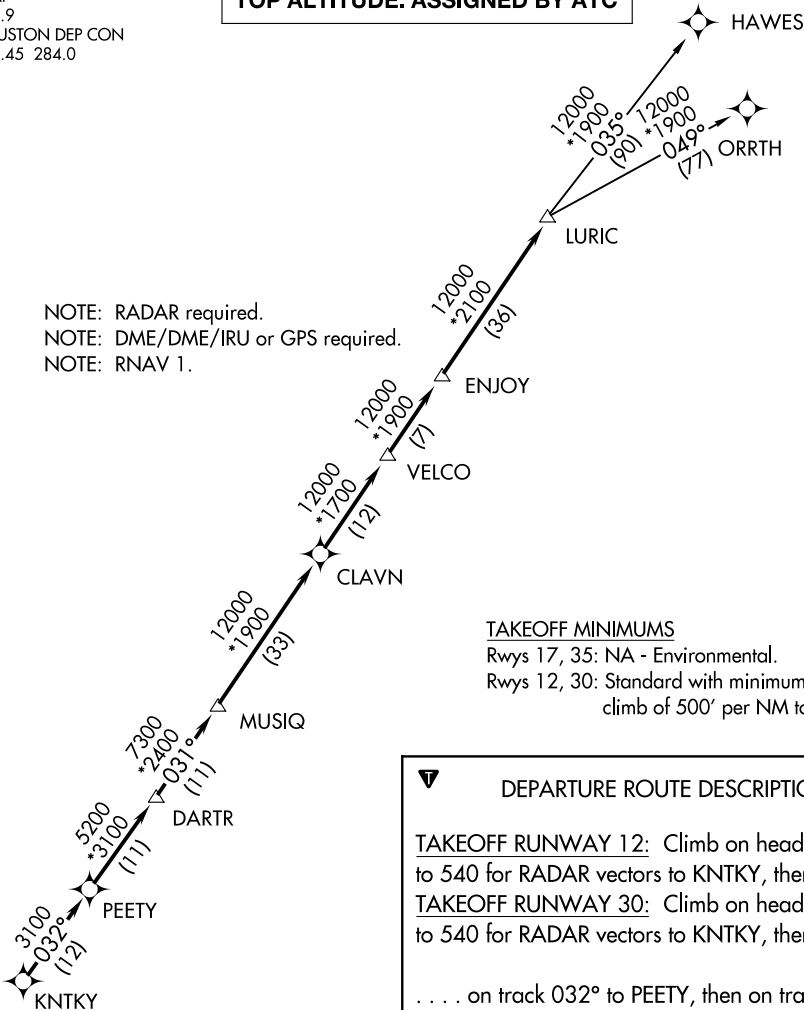 .9
USTON DEP CON
.45 284.0
TOP ALTITUDE: ASSIGNED BY ATC
HAWES
12000
*1900
035°
(90)
12000
*1900
049°
(77)
ORRTH
LURIC
12000
*2100
(36)
NOTE: RADAR required.
NOTE: DME/DME/IRU or GPS required.
NOTE: RNAV 1.
ENJOY
12000
*1900
(7)
VELCO
12000
*1700
(12)
CLAVN
12000
*1900
(33)
TAKEOFF MINIMUMS
Rwys 17, 35: NA - Environmental.
Rwys 12, 30: Standard with minimum
climb of 500' per NM to
MUSIQ
7300
*2400
031°
(11)
DARTR
5200
*3100
(11)
PEETY
3100
032°
(12)
KNTKY
T
DEPARTURE ROUTE DESCRIPTIO
TAKEOFF RUNWAY 12: Climb on head
to 540 for RADAR vectors to KNTKY, then
TAKEOFF RUNWAY 30: Climb on head
to 540 for RADAR vectors to KNTKY, then
. . . . on track 032° to PEETY, then on tra